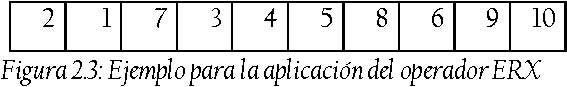 2 1 7 3 4 5 8 6 9 10
Figura 2.3: Ejemplo para la aplicación del operador ERX